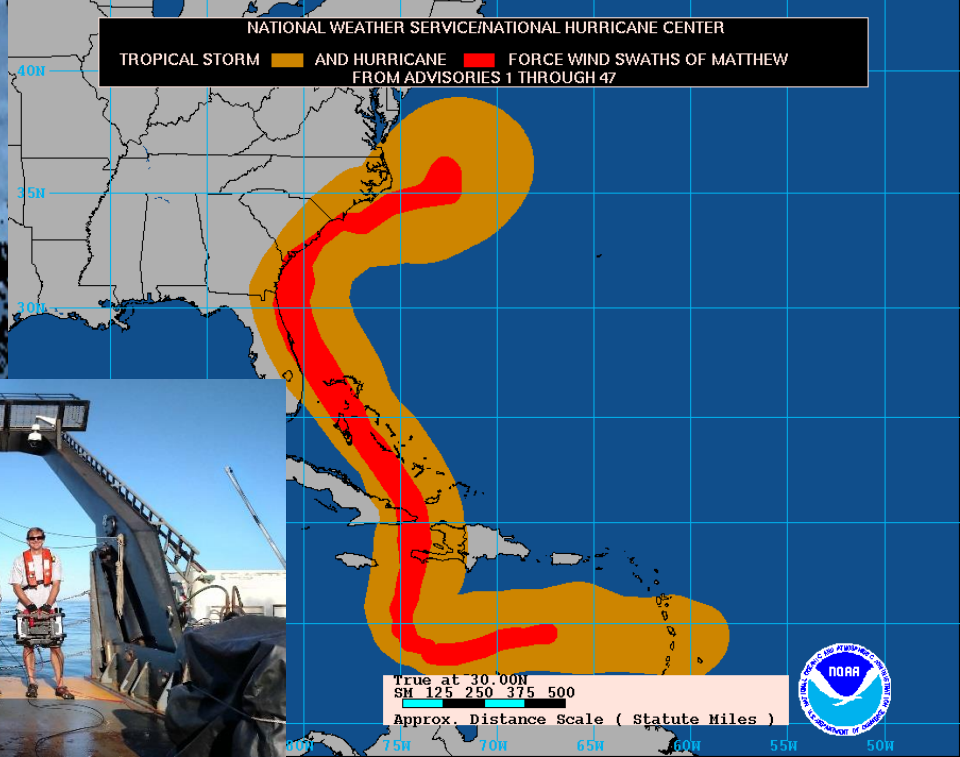 NATIONAL WEATHER SERVICE/NATIONAL HURRICANE CENTER
TROPICAL STORM AND HURRICANE FORCE WIND SWATHS OF MATTHEW
FROM ADVISORIES 1 THROUGH 47
40N
35N
30N
True at 30.00N
SM 125 250 375 500
Approx. Distance Scale ( Statute Miles )
NOAA
80W 75W 70W 65W 60W 55W 50W